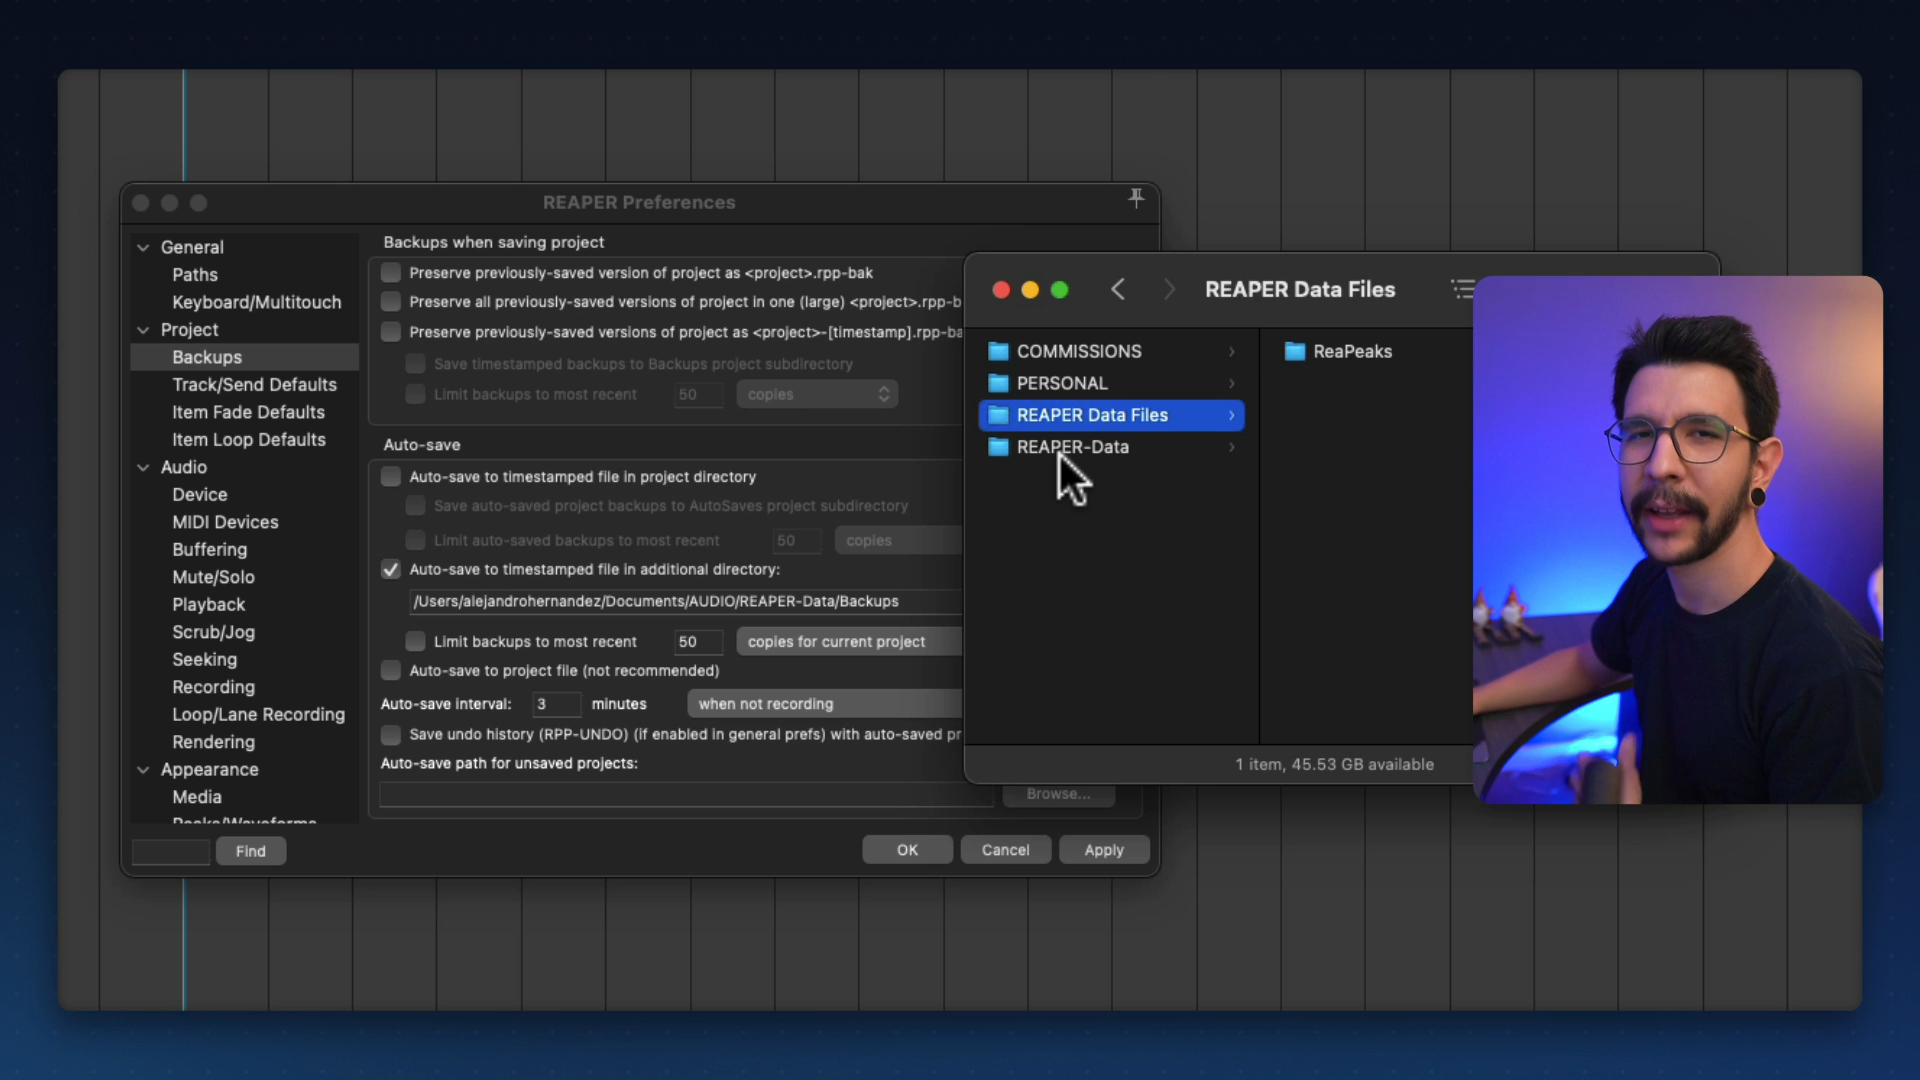 REAPER Preferences
General
Paths
Keyboard/Multitouch
Project
Backups
Track/Send Defaults
Item Fade Defaults
Item Loop Defaults
Audio
Device
MIDI Devices
Buffering
Mute/Solo
Playback
Scrub/Jog
Seeking
Recording
Loop/Lane Recording
Rendering
Appearance
Media
Peaks/Waveforms
Find
Backups when saving project
Preserve previously-saved version of project as <project>.rpp-bak
Preserve all previously-saved versions of project in one (large) <project>.rpp-b
Preserve previously-saved versions of project as <project>-[timestamp].rpp-ba
Save timestamped backups to Backups project subdirectory
Limit backups to most recent 50 copies
Auto-save
Auto-save to timestamped file in project directory
Save auto-saved project backups to AutoSaves project subdirectory
Limit auto-saved backups to most recent 50 copies
Auto-save to timestamped file in additional directory:
/Users/alejandrohernandez/Documents/AUDIO/REAPER-Data/Backups
Limit backups to most recent 50 copies for current project
Auto-save to project file (not recommended)
Auto-save interval: 3 minutes when not recording
Save undo history (RPP-UNDO) (if enabled in general prefs) with auto-saved pr
Auto-save path for unsaved projects:
Browse...
OK Cancel Apply
REAPER Data Files
COMMISSIONS
PERSONAL
REAPER Data Files
REAPER-Data
ReaPeaks
1 item, 45.53 GB available